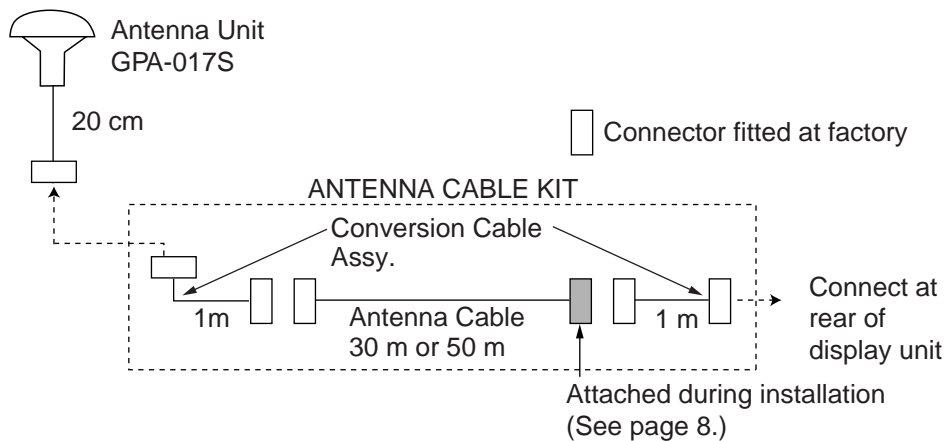 Antenna Unit
GPA-017S
20 cm
Connector fitted at factory
ANTENNA CABLE KIT
Conversion Cable
Assy.
1m
Antenna Cable
30 m or 50 m
1 m
Connect at
rear of
display unit
Attached during installation
(See page 8.)